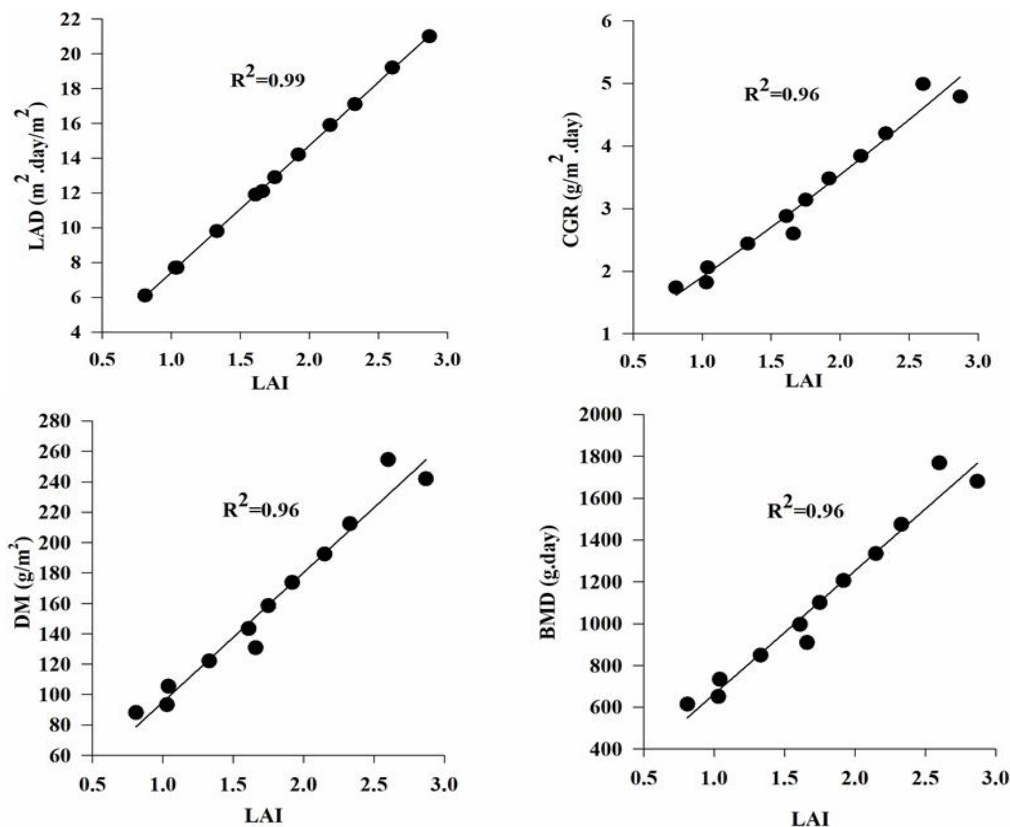 22
20
18
16
14
12
10
8
6
4
LAD (m².day/m²)
R²=0.99
0.5 1.0 1.5 2.0 2.5 3.0
LAI
6
5
4
3
2
1
CGR (g/m².day)
R²=0.96
0.5 1.0 1.5 2.0 2.5 3.0
LAI
280
260
240
220
200
180
160
140
120
100
80
60
DM (g/m²)
R²=0.96
0.5 1.0 1.5 2.0 2.5 3.0
LAI
2000
1800
1600
1400
1200
1000
800
600
400
BMD (g.day)
R²=0.96
0.5 1.0 1.5 2.0 2.5 3.0
LAI